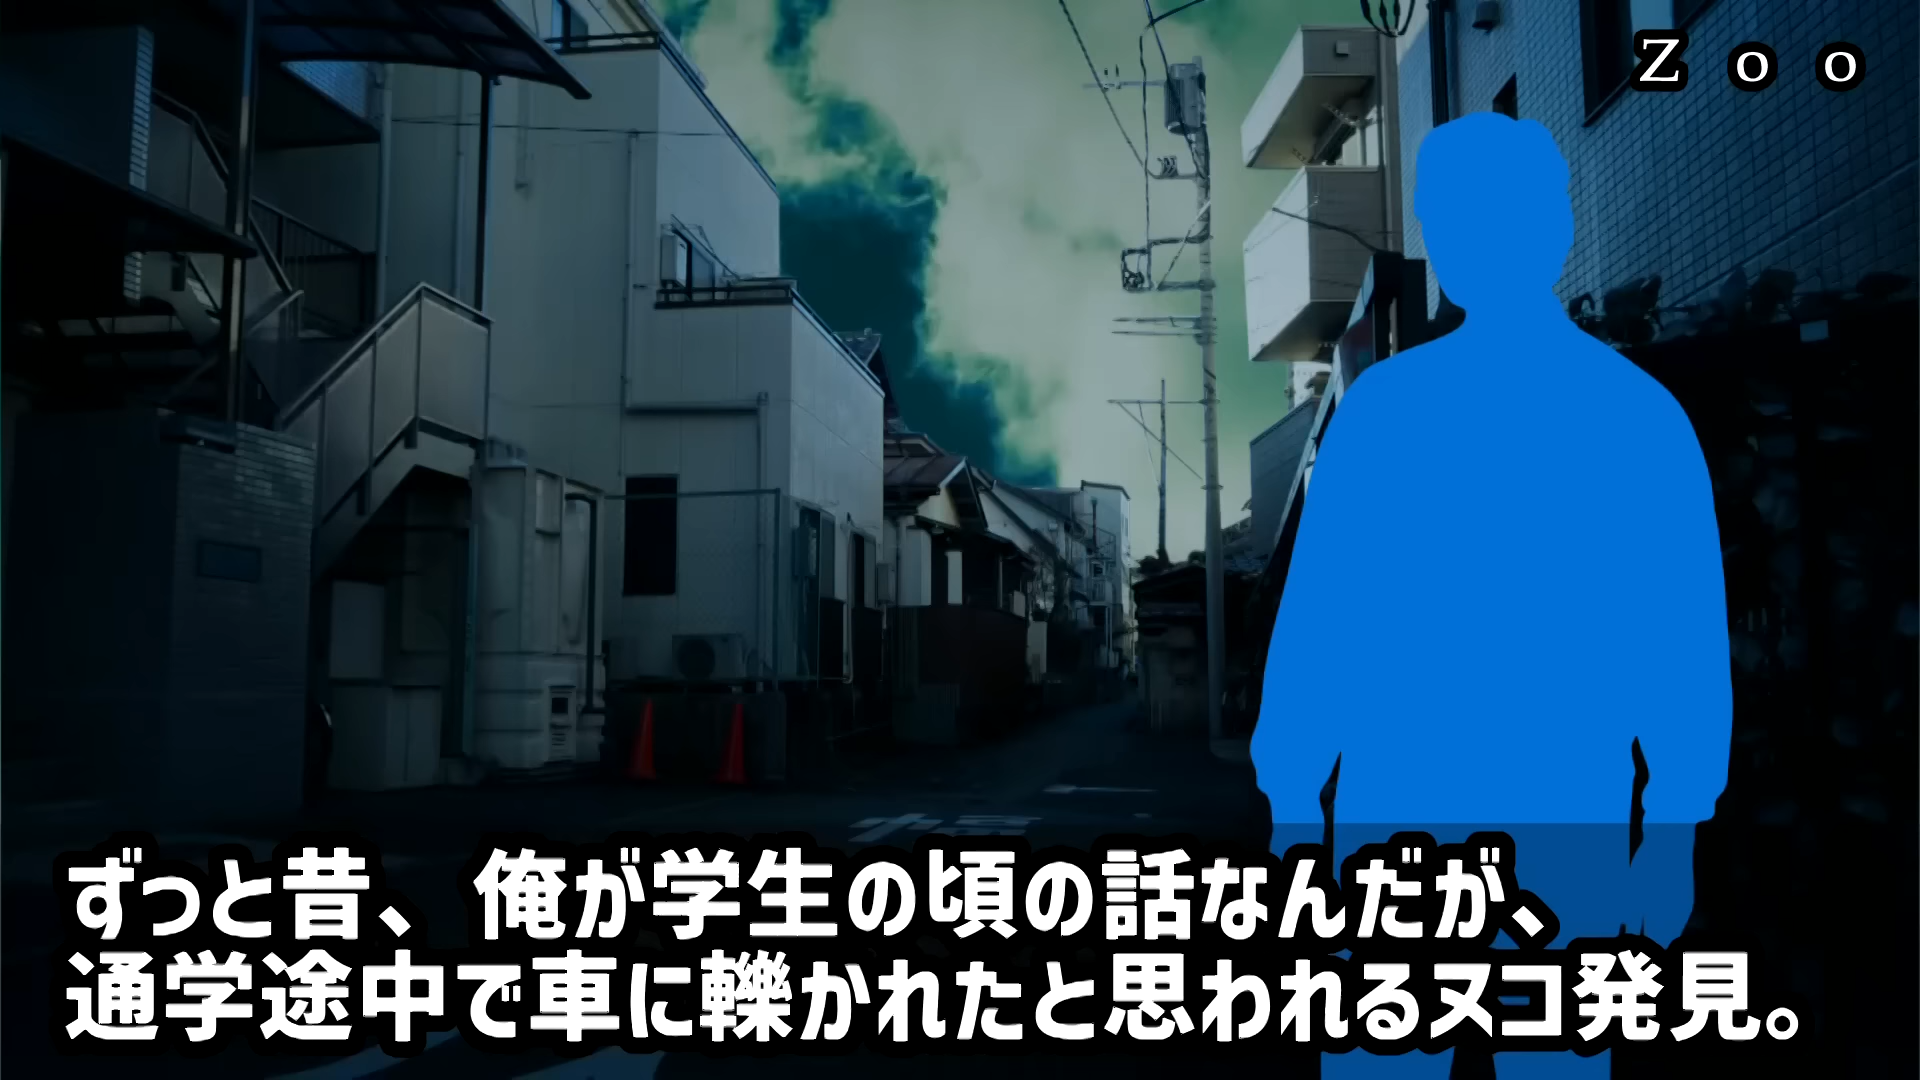 Ｚｏｏ
ずっと昔、俺が学生の頃の話なんだが、
通学途中で車に轢かれたと思われるヌコ発見。